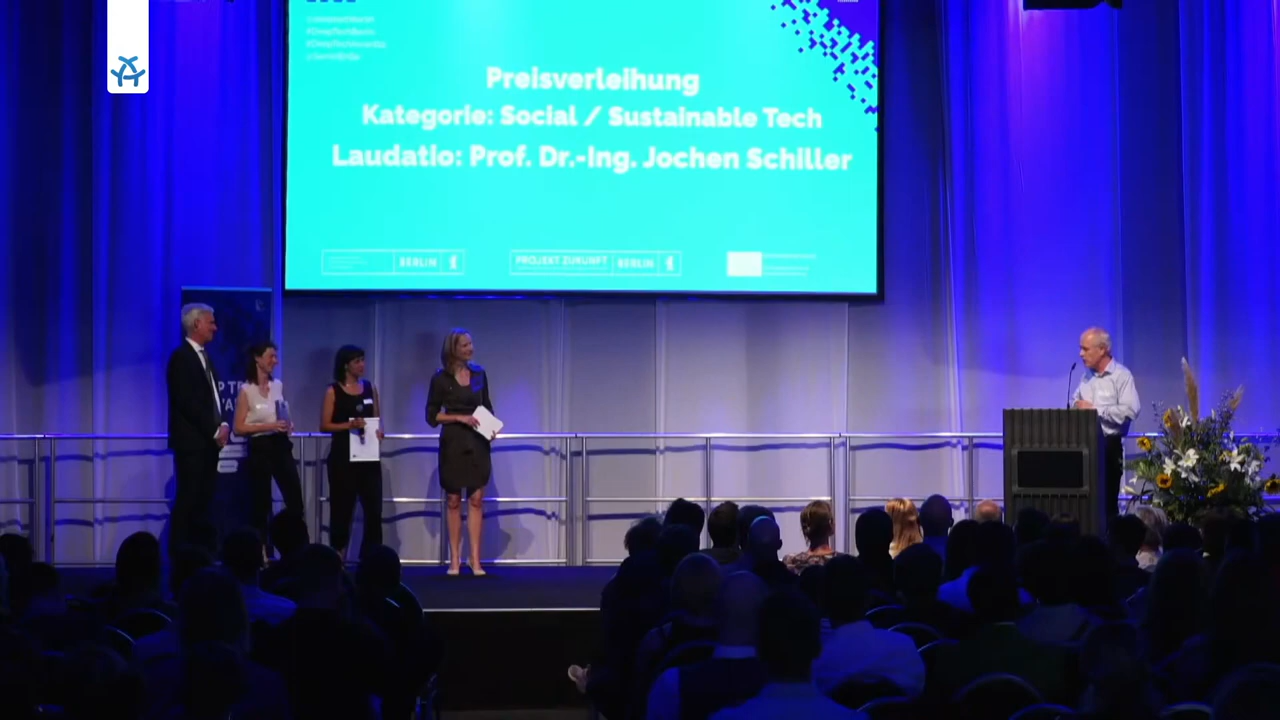 Preisverleihung
Kategorie: Social / Sustainable Tech
Laudatio: Prof. Dr.-Ing. Jochen Schiller
BERLIN
PROJEKT ZUKUNFT
BERLIN